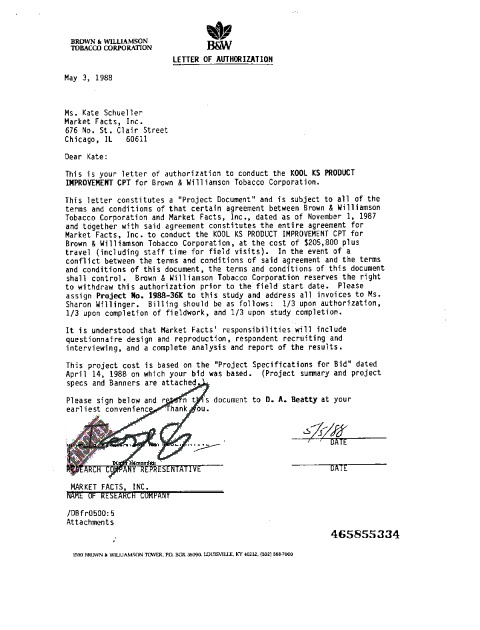 BROWN & WILLIAMSON
TOBACCO CORPORATION
B&W
LETTER OF AUTHORIZATION
May 3, 1988
Ms. Kate Schueller
Market Facts, Inc.
676 No. St. Clair Street
Chicago, IL 60611
Dear Kate:
This is your letter of authorization to conduct the KOOL KS PRODUCT
IMPROVEMENT CPT for Brown & Williamson Tobacco Corporation.
This letter constitutes a "Project Document" and is subject to all of the
terms and conditions of that certain agreement between Brown & Williamson
Tobacco Corporation and Market Facts, Inc., dated as of November 1, 1987
and together with said agreement constitutes the entire agreement for
Market Facts, Inc. to conduct the KOOL KS PRODUCT IMPROVEMENT CPT for
Brown & Williamson Tobacco Corporation, at the cost of $205,800 plus
travel (including staff time for field visits). In the event of a
conflict between the terms and conditions of said agreement and the terms
and conditions of this document, the terms and conditions of this document
shall control. Brown & Williamson Tobacco Corporation reserves the right
to withdraw this authorization prior to the field start date. Please
assign Project No. 1988-36K to this study and address all invoices to Ms.
Sharon Willinger. Billing should be as follows: 1/3 upon authorization,
1/3 upon completion of fieldwork, and 1/3 upon study completion.
It is understood that Market Facts' responsibilities will include
questionnaire design and reproduction, respondent recruiting and
interviewing, and a complete analysis and report of the results.
This project cost is based on the "Project Specifications for Bid" dated
April 14, 1988 on which your bid was based. (Project summary and project
specs and Banners are attached.)
Please sign below and return this document to D. A. Beatty at your
earliest convenience. Thank you.
5/5/88
DATE
RESEARCH COMPANY REPRESENTATIVE
DATE
MARKET FACTS, INC.
NAME OF RESEARCH COMPANY
/DBfr0500:5
Attachments
465855334
1500 BROWN & WILLIAMSON TOWER, P.O. BOX 35090, LOUISVILLE, KY 40232, (502) 568-7000